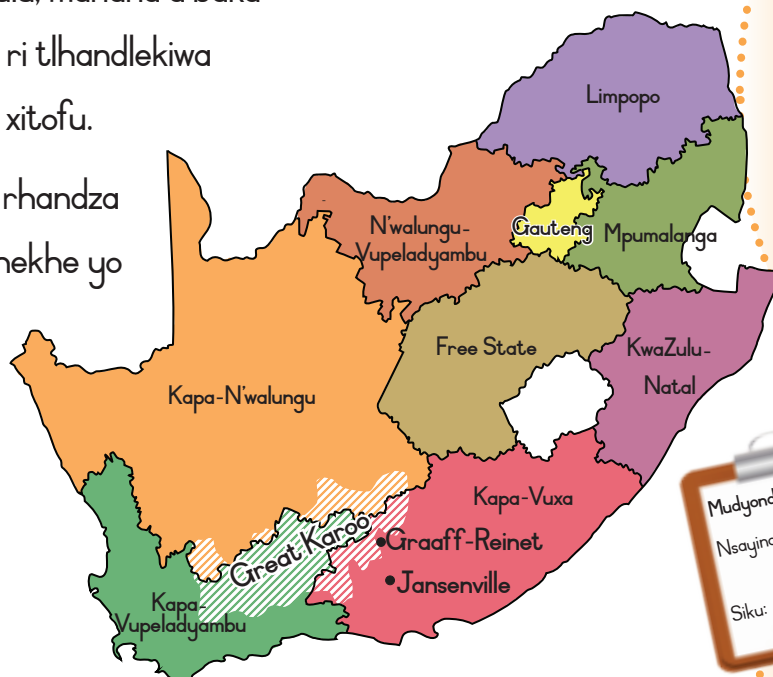 ri tlhandlekiwa
xitofu.
rhandza
yo
Limpopo
N'walungu-
Vupeladyambu
Gauteng
Mpumalanga
Free State
KwaZulu-
Natal
Kapa-N'walungu
Kapa-Vuxa
Great Karoo
Graaff-Reinet
Jansenville
Kapa-
Vupeladyambu
Siku: